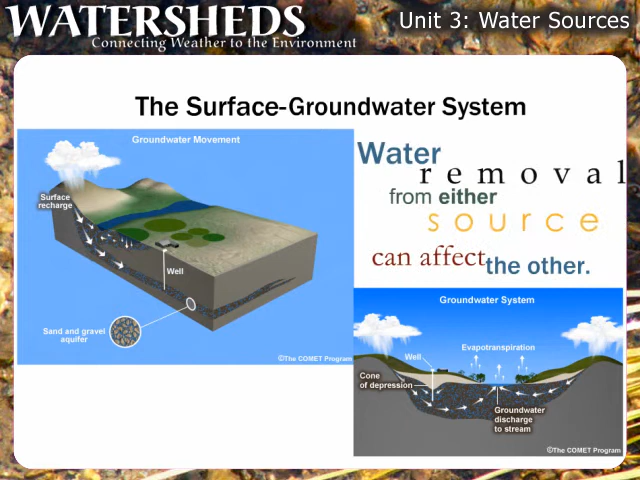 WATERSHEDS
Connecting Weather to the Environment
Unit 3: Water Sources
The Surface-Groundwater System
Groundwater Movement
Surface
recharge
Well
Sand and gravel
aquifer
©The COMET Program
Water
removal
from either
source
can affect
the other.
Groundwater System
Evapotranspiration
Well
Cone
of depression
Groundwater
discharge
to stream
©The COMET Program